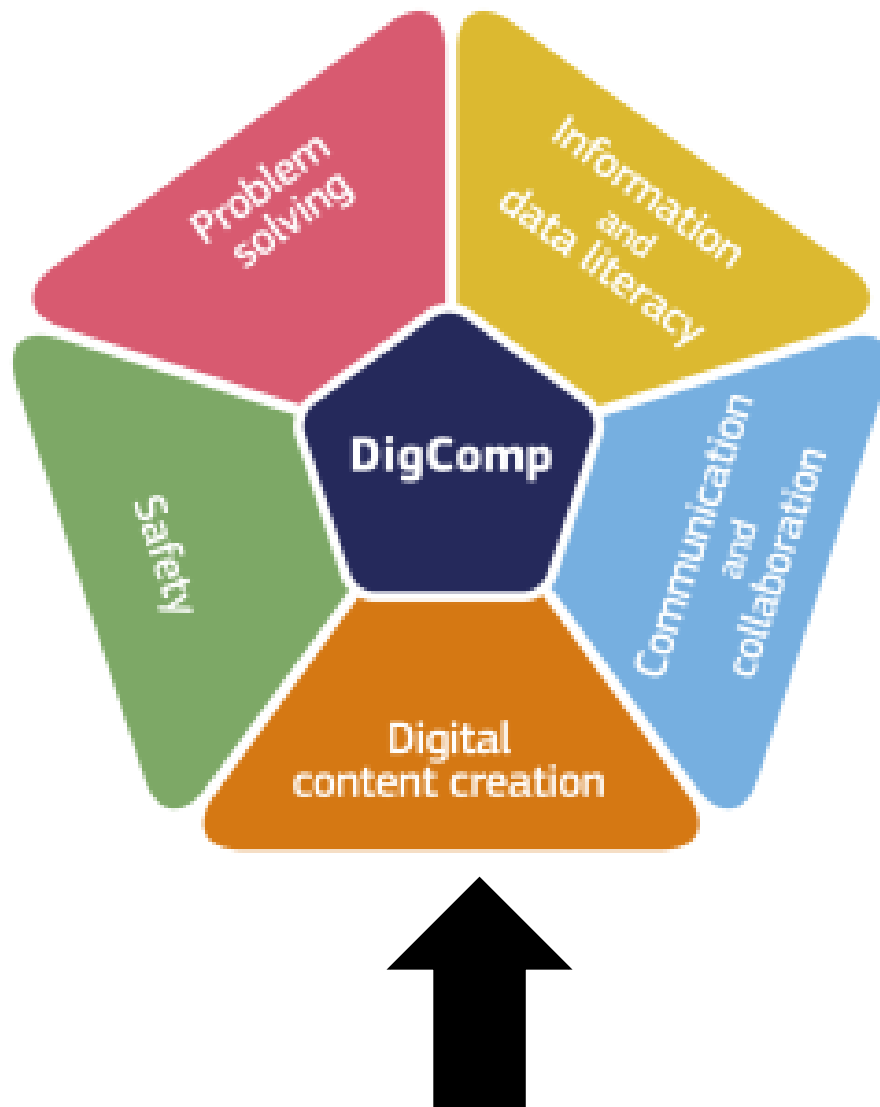 Problem
solving
Information
and
data literacy
DigComp
Communication
and
collaboration
Safety
Digital
content creation